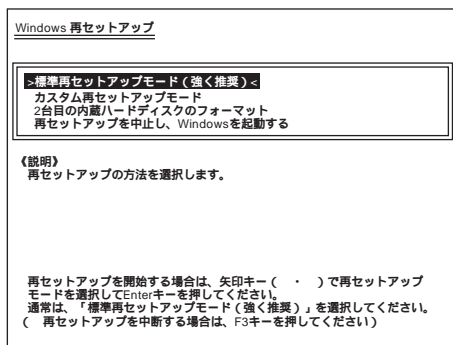 Windows 再セットアップ
>標準再セットアップモード（強く推奨）<
カスタム再セットアップモード
2台目の内蔵ハードディスクのフォーマット
再セットアップを中止し、Windowsを起動する
《説明》
再セットアップの方法を選択します。
再セットアップを開始する場合は、矢印キー（　・　）で再セットアップ
モードを選択してEnterキーを押してください。
通常は、「標準再セットアップモード（強く推奨）」を選択してください。
（　再セットアップを中断する場合は、F3キーを押してください）